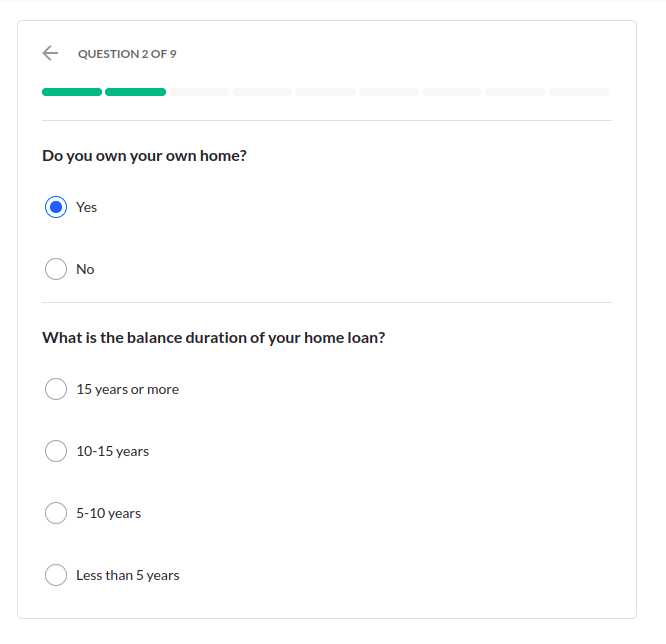 QUESTION 2 OF 9
Do you own your own home?
Yes
No
What is the balance duration of your home loan?
15 years or more
10-15 years
5-10 years
Less than 5 years